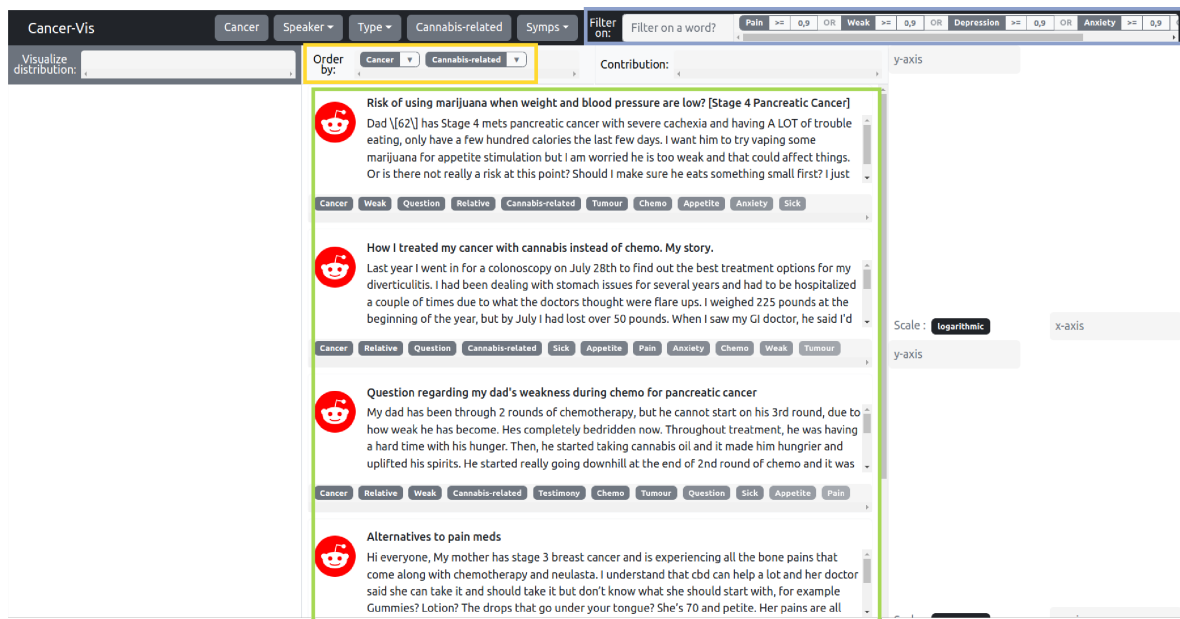 Cancer-Vis Cancer Speaker Type Cannabis-related Symps Filter on: Filter on a word? Pain >= 0,9 OR Weak >= 0,9 OR Depression >= 0,9 OR Anxiety >= 0,9
Visualize distribution: Order by: Cancer Cannabis-related Contribution: y-axis
Risk of using marijuana when weight and blood pressure are low? [Stage 4 Pancreatic Cancer]
Dad \[62\] has Stage 4 mets pancreatic cancer with severe cachexia and having A LOT of trouble
eating, only have a few hundred calories the last few days. I want him to try vaping some
marijuana for appetite stimulation but I am worried he is too weak and that could affect things.
Or is there not really a risk at this point? Should I make sure he eats something small first? I just
Cancer Weak Question Relative Cannabis-related Tumour Chemo Appetite Anxiety Sick
How I treated my cancer with cannabis instead of chemo. My story.
Last year I went in for a colonoscopy on July 28th to find out the best treatment options for my
diverticulitis. I had been dealing with stomach issues for several years and had to be hospitalized
a couple of times due to what the doctors thought were flare ups. I weighed 225 pounds at the
beginning of the year, but by July I had lost over 50 pounds. When I saw my GI doctor, he said I'd
Scale : logarithmic x-axis
Cancer Relative Question Cannabis-related Sick Appetite Pain Anxiety Chemo Weak Tumour
y-axis
Question regarding my dad's weakness during chemo for pancreatic cancer
My dad has been through 2 rounds of chemotherapy, but he cannot start on his 3rd round, due to
how weak he has become. Hes completely bedridden now. Throughout treatment, he was having
a hard time with his hunger. Then, he started taking cannabis oil and it made him hungrier and
uplifted his spirits. He started really going downhill at the end of 2nd round of chemo and it was
Cancer Relative Weak Cannabis-related Testimony Chemo Tumour Question Sick Appetite Pain
Alternatives to pain meds
Hi everyone, My mother has stage 3 breast cancer and is experiencing all the bone pains that
come along with chemotherapy and neulasta. I understand that cbd can help a lot and her doctor
said she can take it and should take it but don't know what she should start with, for example
Gummies? Lotion? The drops that go under your tongue? She's 70 and petite. Her pains are all